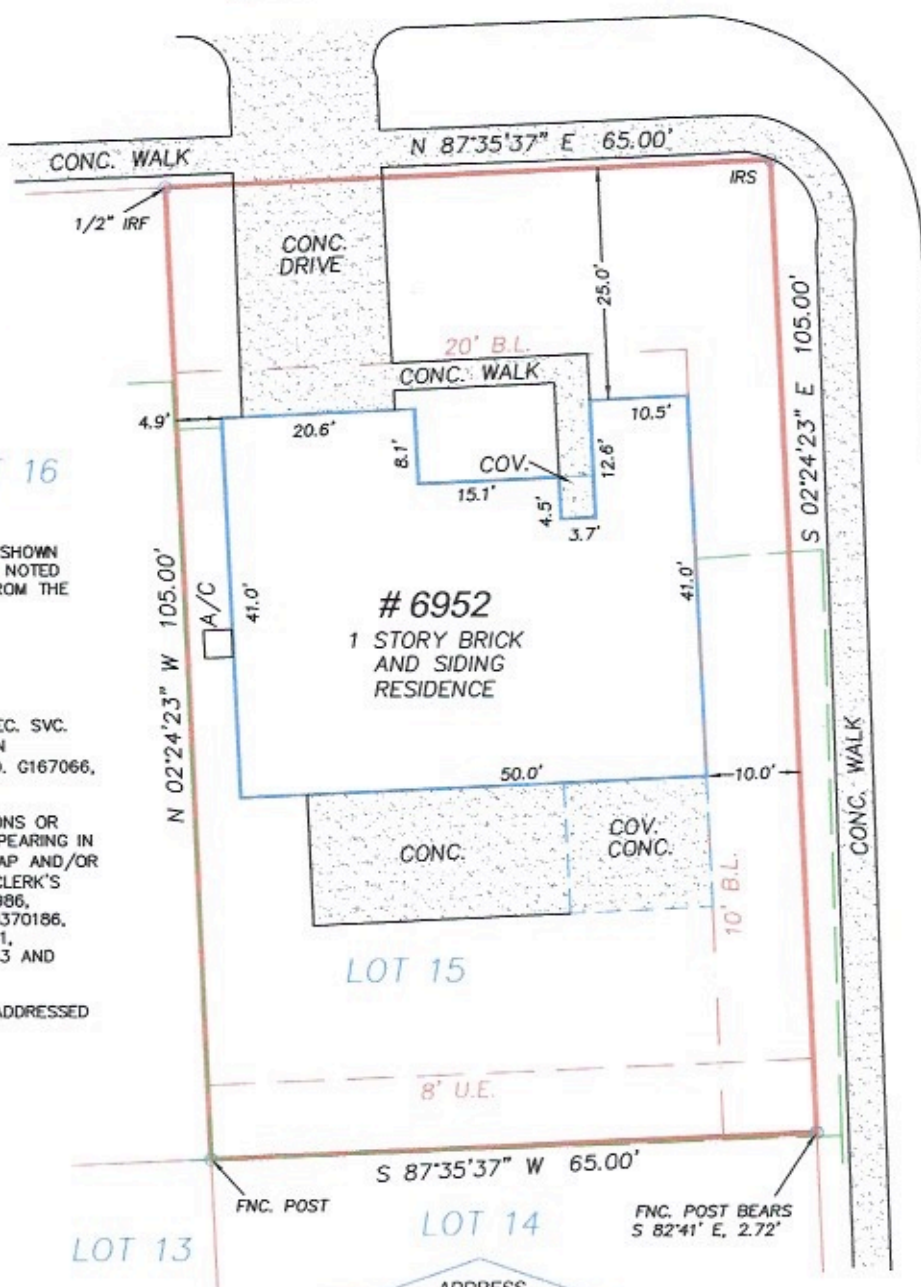 CONC. WALK
N 87°35'37" E 65.00'
IRS
1/2" IRF
CONC.
DRIVE
25.0'
S 02°24'23" E 105.00'
20' B.L.
CONC. WALK
4.9'
20.6'
10.5'
8.1'
COV.
12.6'
15.1'
4.5'
3.7'
16
SHOWN
NOTED
ROM THE
N 02°24'23" W 105.00'
A/C
41.0'
# 6952
1 STORY BRICK
AND SIDING
RESIDENCE
41.0'
EC. SVC.
N
. G167066,
50.0'
10.0'
CONC. WALK
ONS OR
PEARING IN
AP AND/OR
CLERK'S
986,
370186,
1,
3 AND
CONC.
COV.
CONC.
10' B.L.
LOT 15
ADDRESSED
8' U.E.
S 87°35'37" W 65.00'
FNC. POST
FNC. POST BEARS
S 82°41' E, 2.72'
LOT 14
LOT 13
ADDRESS